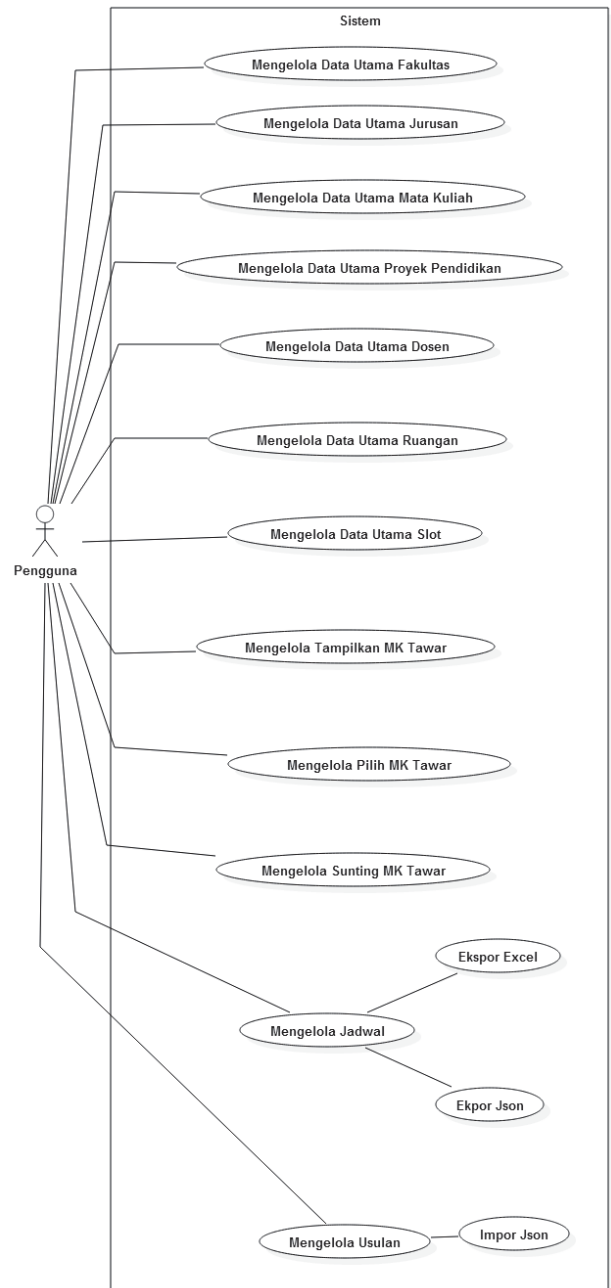 Sistem
Mengelola Data Utama Fakultas
Mengelola Data Utama Jurusan
Mengelola Data Utama Mata Kuliah
Mengelola Data Utama Proyek Pendidikan
Mengelola Data Utama Dosen
Mengelola Data Utama Ruangan
Mengelola Data Utama Slot
Pengguna
Mengelola Tampilkan MK Tawar
Mengelola Pilih MK Tawar
Mengelola Sunting MK Tawar
Ekspor Excel
Mengelola Jadwal
Ekpor Json
Impor Json
Mengelola Usulan